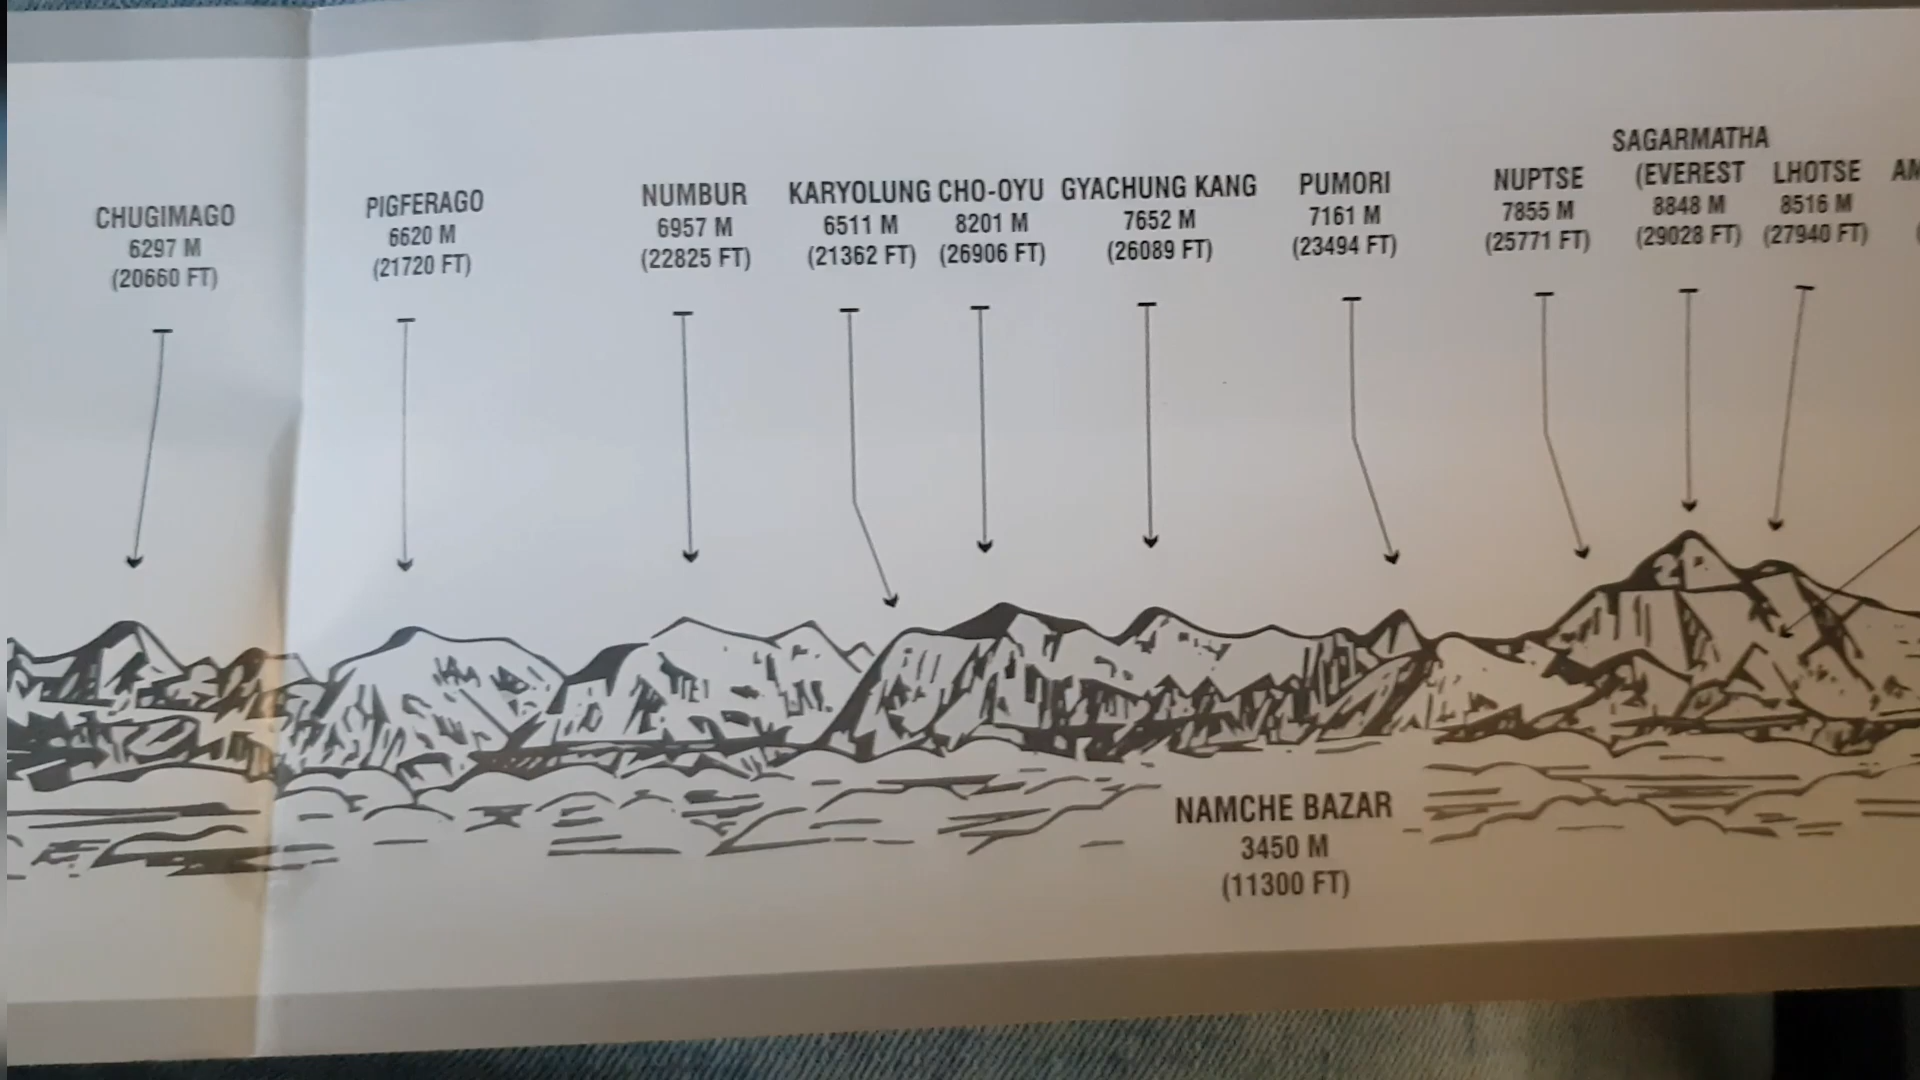 CHUGIMAGO
6297 M
(20660 FT)
PIGFERAGO
6620 M
(21720 FT)
NUMBUR
6957 M
(22825 FT)
KARYOLUNG
6511 M
(21362 FT)
CHO-OYU
8201 M
(26906 FT)
GYACHUNG KANG
7652 M
(26089 FT)
PUMORI
7161 M
(23494 FT)
NUPTSE
7855 M
(25771 FT)
SAGARMATHA
(EVEREST
8848 M
(29028 FT)
LHOTSE
8516 M
(27940 FT)
NAMCHE BAZAR
3450 M
(11300 FT)